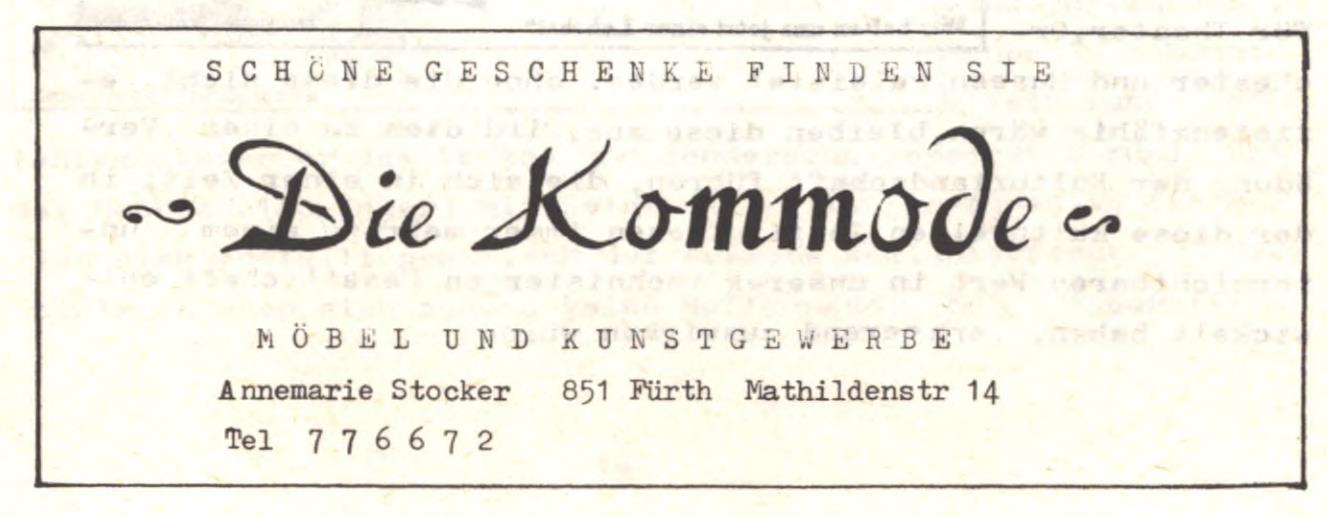 SCHÖNE GESCHENKE FINDEN SIE
~ Die Kommode ~
MÖBEL UND KUNSTGEWERBE
Annemarie Stocker 851 Fürth Mathildenstr 14
Tel 776672